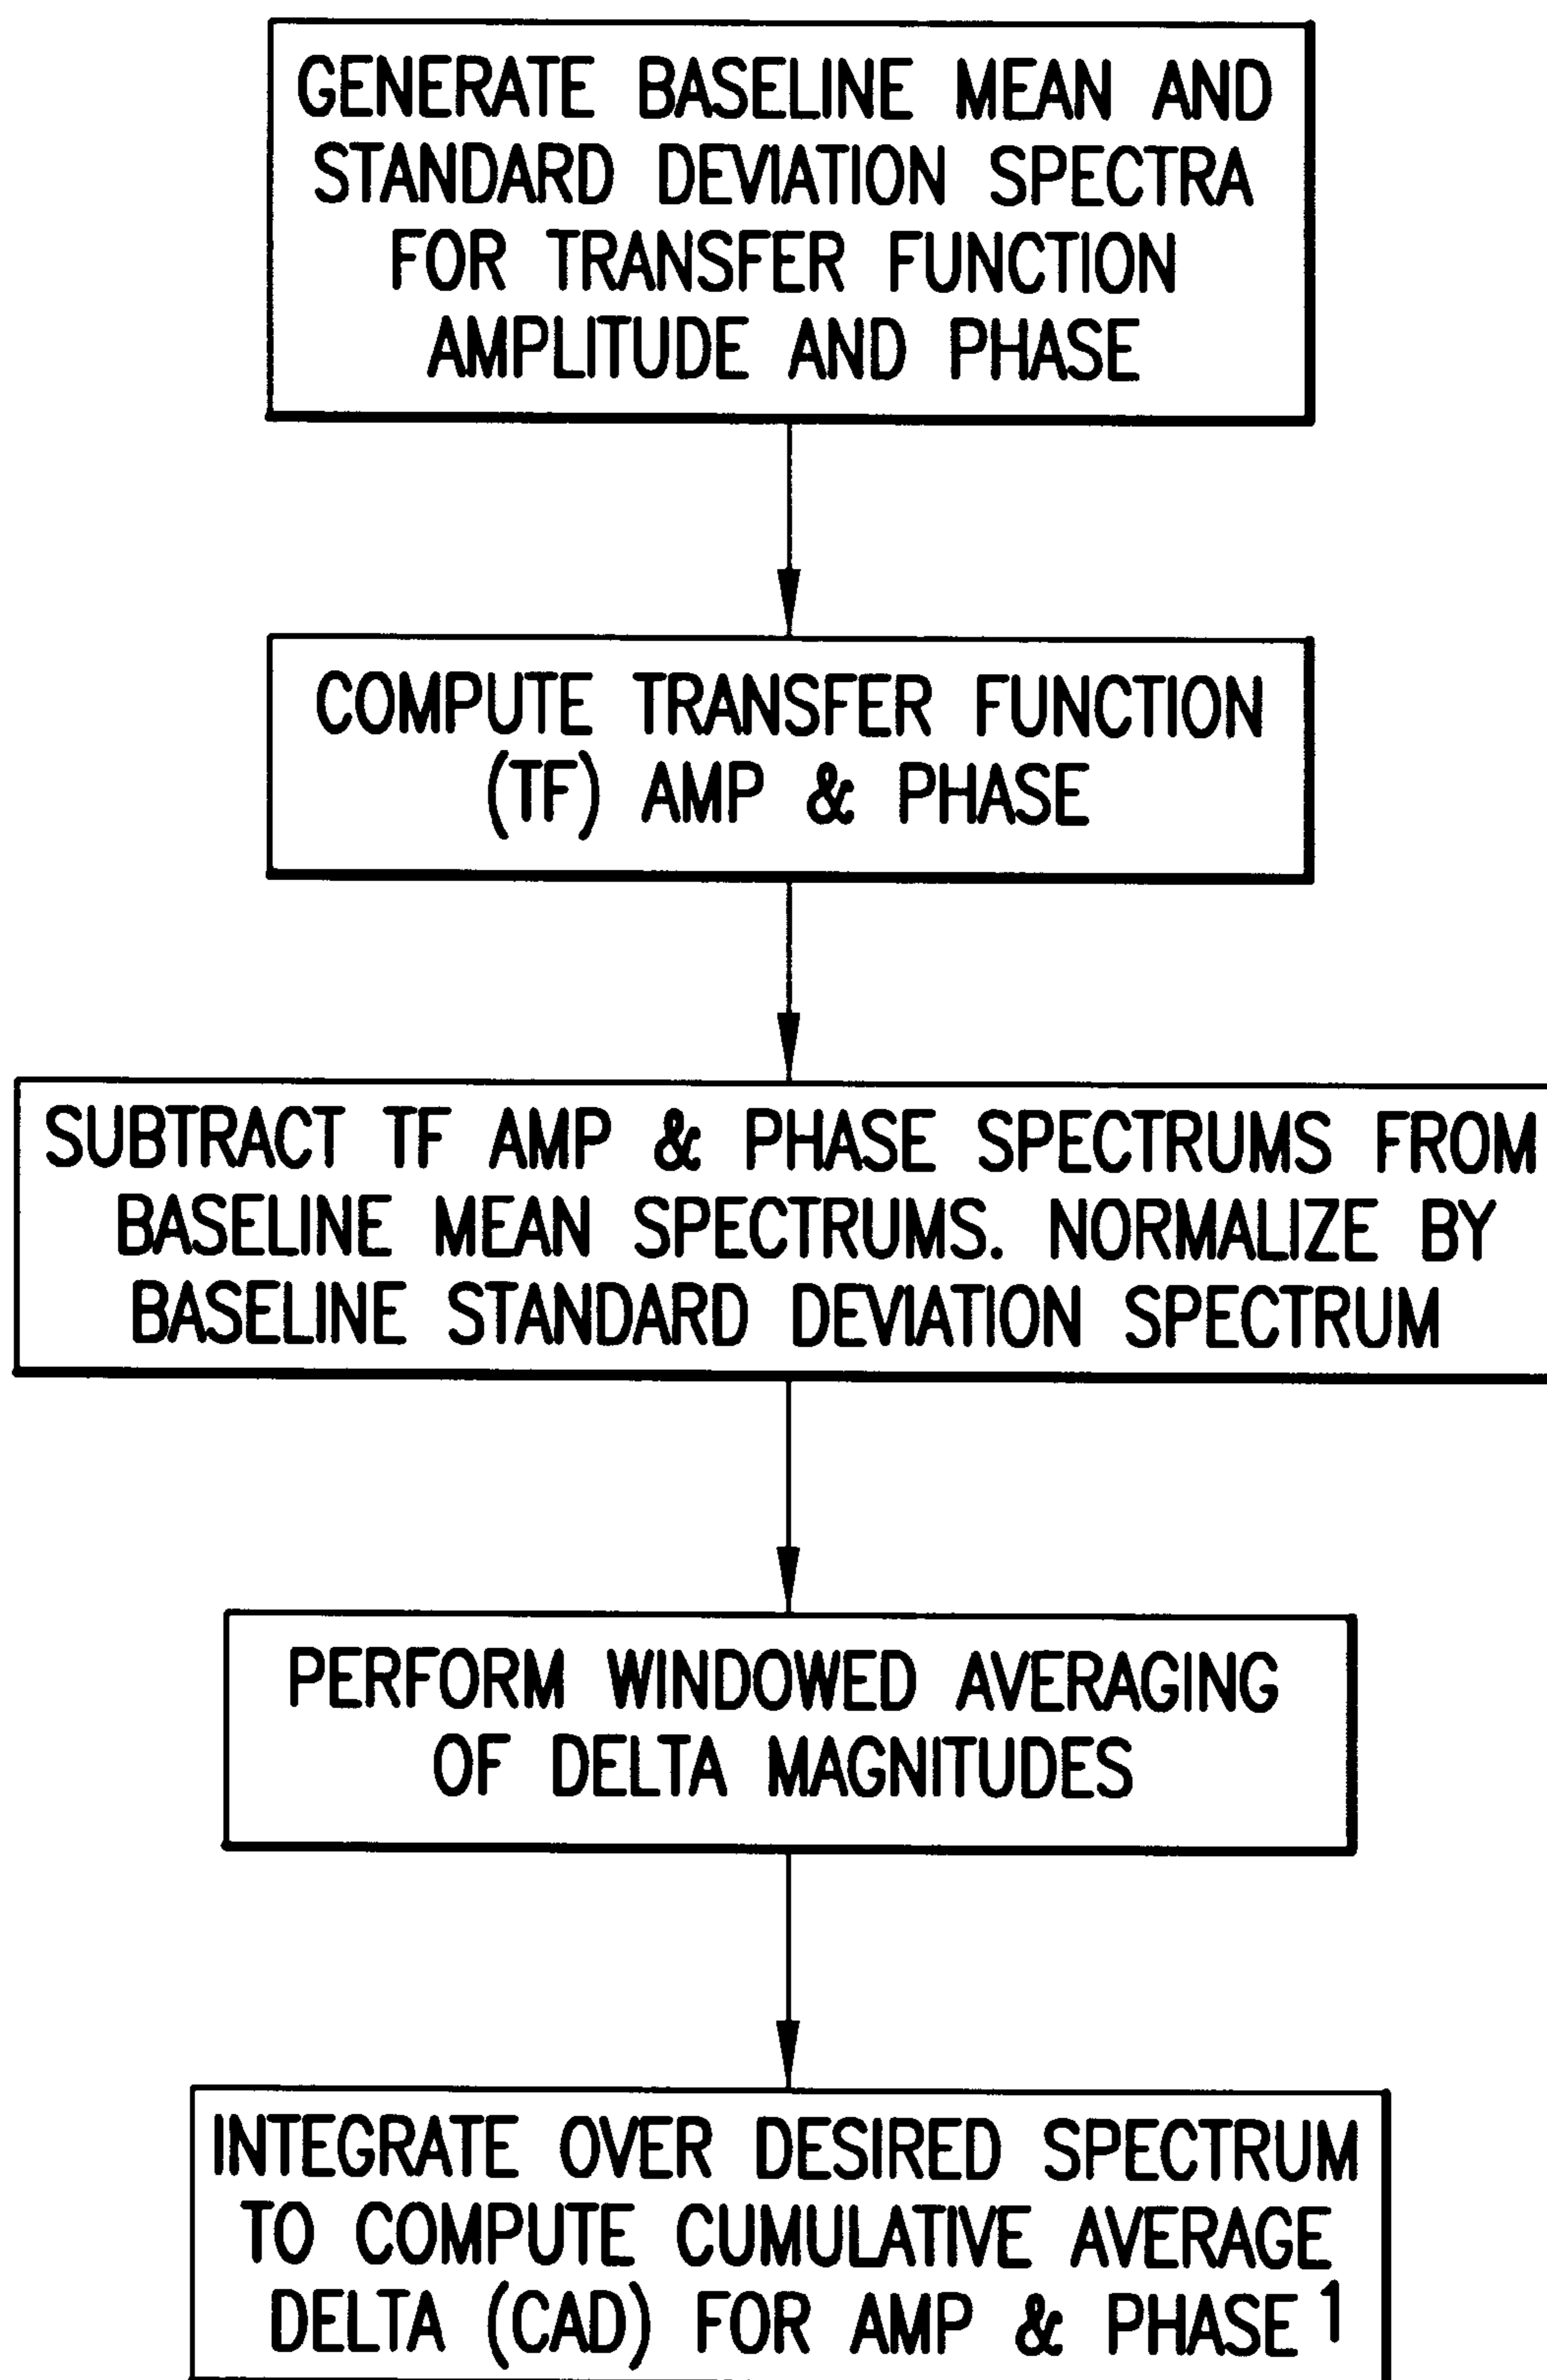 GENERATE BASELINE MEAN AND
STANDARD DEVIATION SPECTRA
FOR TRANSFER FUNCTION
AMPLITUDE AND PHASE
COMPUTE TRANSFER FUNCTION
(TF) AMP & PHASE
SUBTRACT TF AMP & PHASE SPECTRUMS FROM
BASELINE MEAN SPECTRUMS. NORMALIZE BY
BASELINE STANDARD DEVIATION SPECTRUM
PERFORM WINDOWED AVERAGING
OF DELTA MAGNITUDES
INTEGRATE OVER DESIRED SPECTRUM
TO COMPUTE CUMULATIVE AVERAGE
DELTA (CAD) FOR AMP & PHASE¹